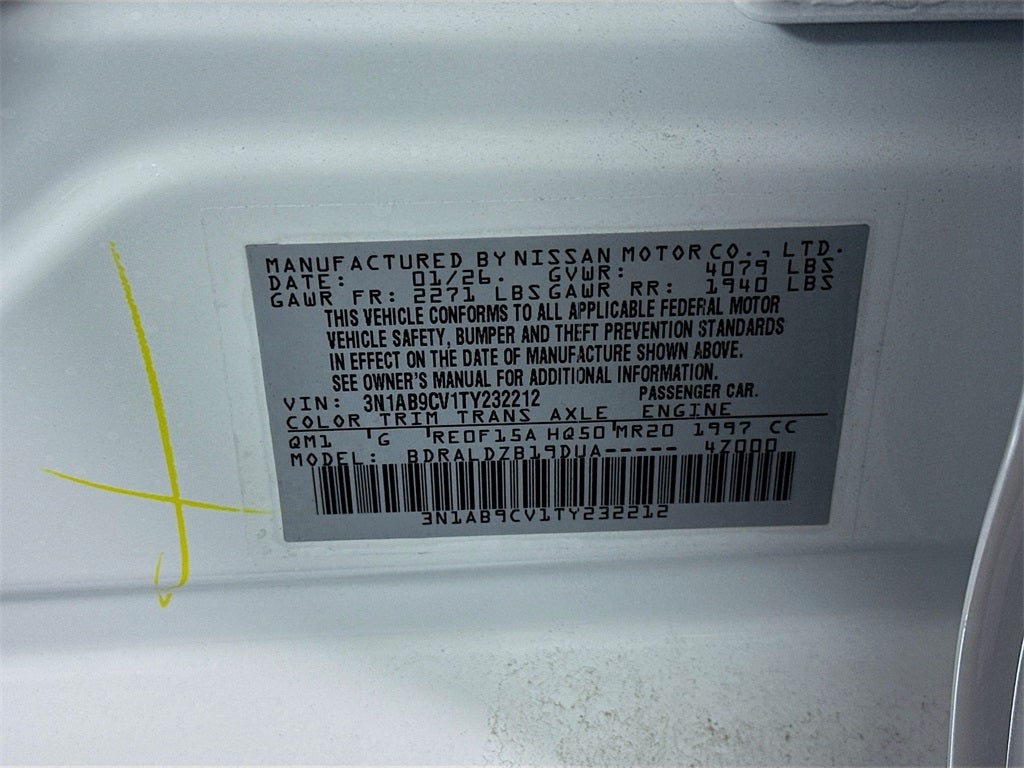 MANUFACTURED BY NISSAN MOTOR CO., LTD.
DATE: 01/26. GVWR: 4079 LBS
GAWR FR: 2271 LBS GAWR RR: 1940 LBS
THIS VEHICLE CONFORMS TO ALL APPLICABLE FEDERAL MOTOR
VEHICLE SAFETY, BUMPER AND THEFT PREVENTION STANDARDS
IN EFFECT ON THE DATE OF MANUFACTURE SHOWN ABOVE.
SEE OWNER'S MANUAL FOR ADDITIONAL INFORMATION.
VIN: 3N1AB9CV1TY232212 PASSENGER CAR.
COLOR TRIM TRANS AXLE ENGINE
QM1 G RE0F15A HQ50 MR20 1997 CC
MODEL: BDRALDZB19DUA----- 4Z000
3N1AB9CV1TY232212